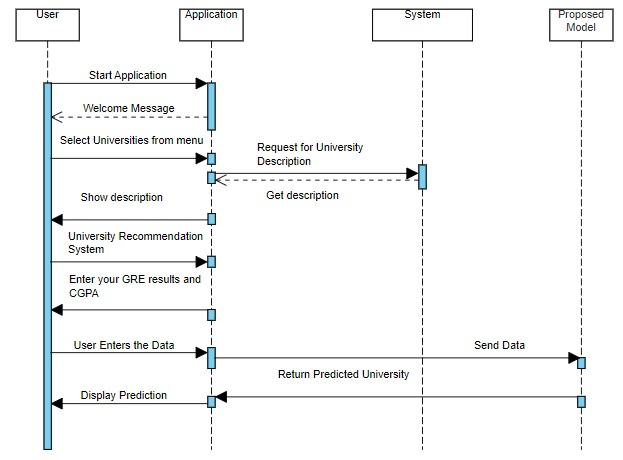 User
Application
System
Proposed
Model
Start Application
Welcome Message
Select Universities from menu
Request for University
Description
Get description
Show description
University Recommendation
System
Enter your GRE results and
CGPA
User Enters the Data
Send Data
Return Predicted University
Display Prediction